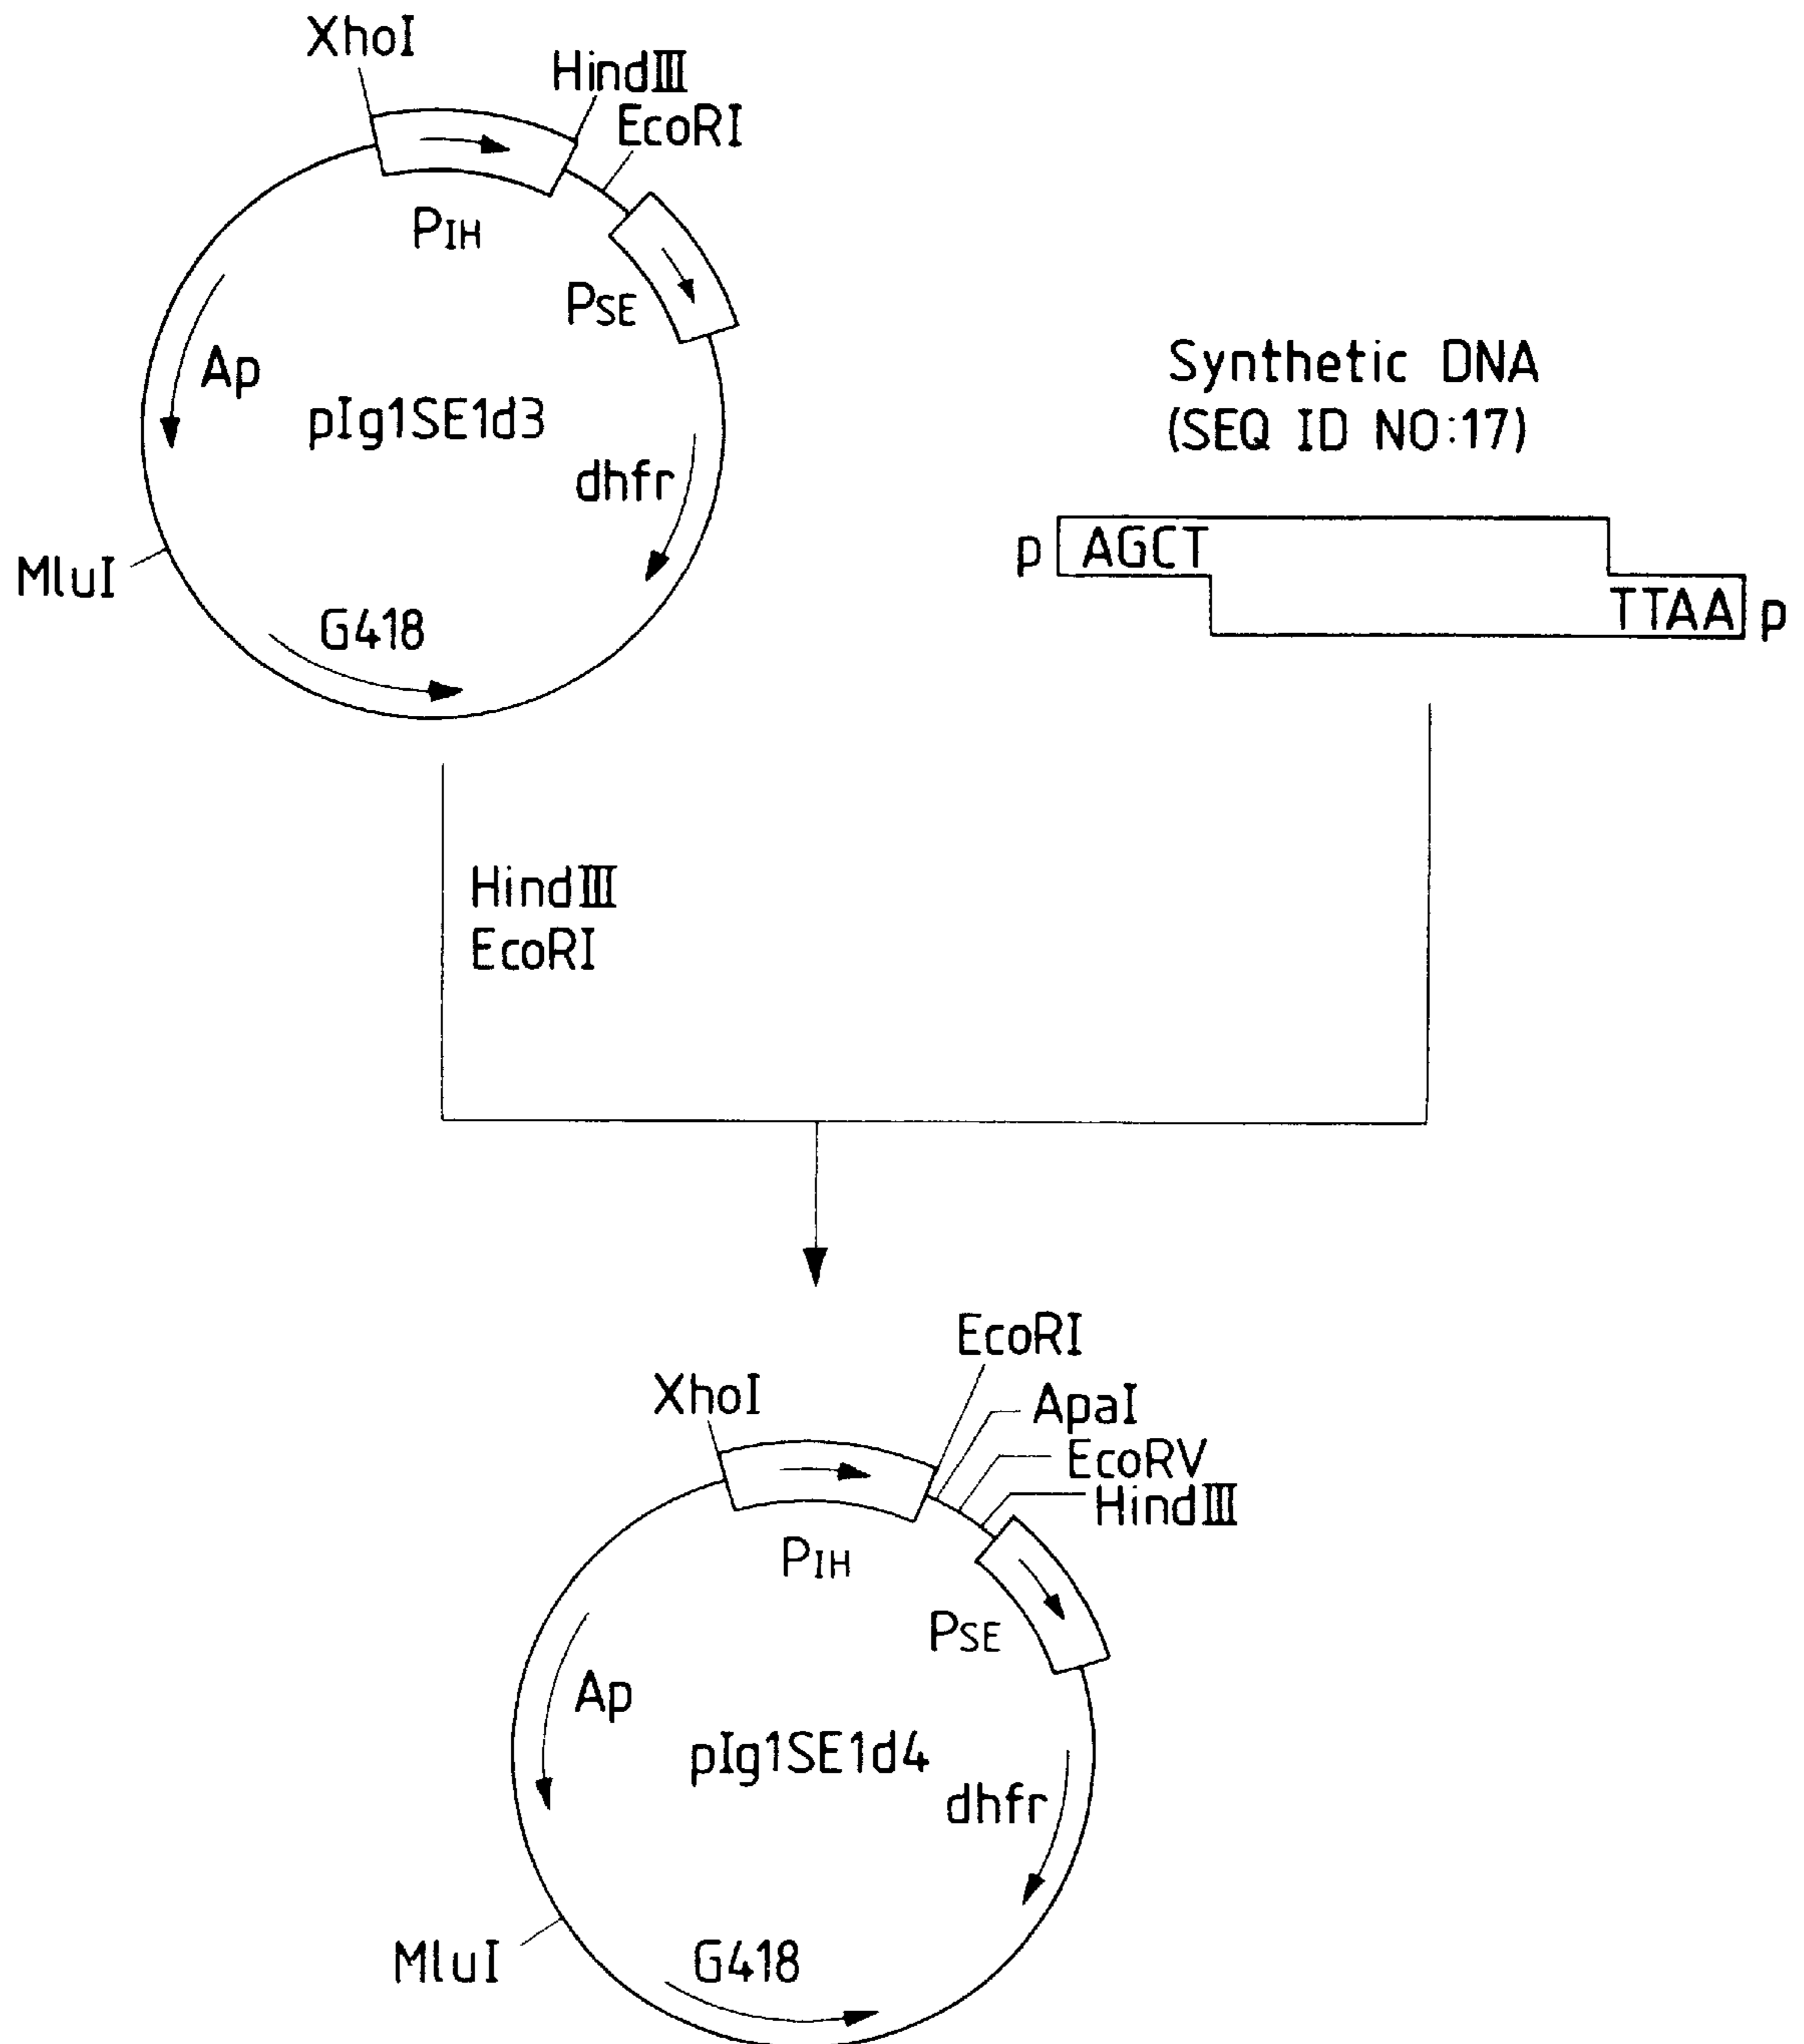 XhoI
HindⅢ
EcoRI
PIH
PSE
Ap
pIg1SE1d3
dhfr
MluI
G418
Synthetic DNA
(SEQ ID NO:17)
p AGCT
TTAA p
HindⅢ
EcoRI
EcoRI
XhoI
ApaI
EcoRV
HindⅢ
PIH
PSE
Ap
pIg1SE1d4
dhfr
MluI
G418